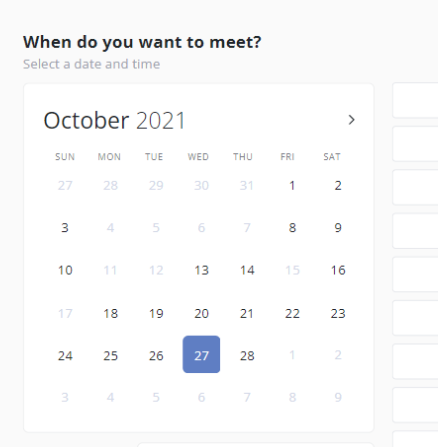 When do you want to meet?
Select a date and time
October 2021 >
SUN MON TUE WED THU FRI SAT
27 28 29 30 31 1 2
3 4 5 6 7 8 9
10 11 12 13 14 15 16
17 18 19 20 21 22 23
24 25 26 27 28 1 2
3 4 5 6 7 8 9